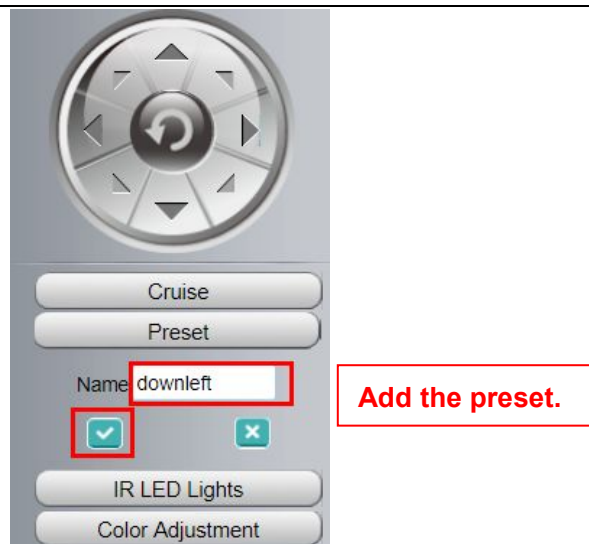 Cruise
Preset
Name downleft
Add the preset.
IR LED Lights
Color Adjustment